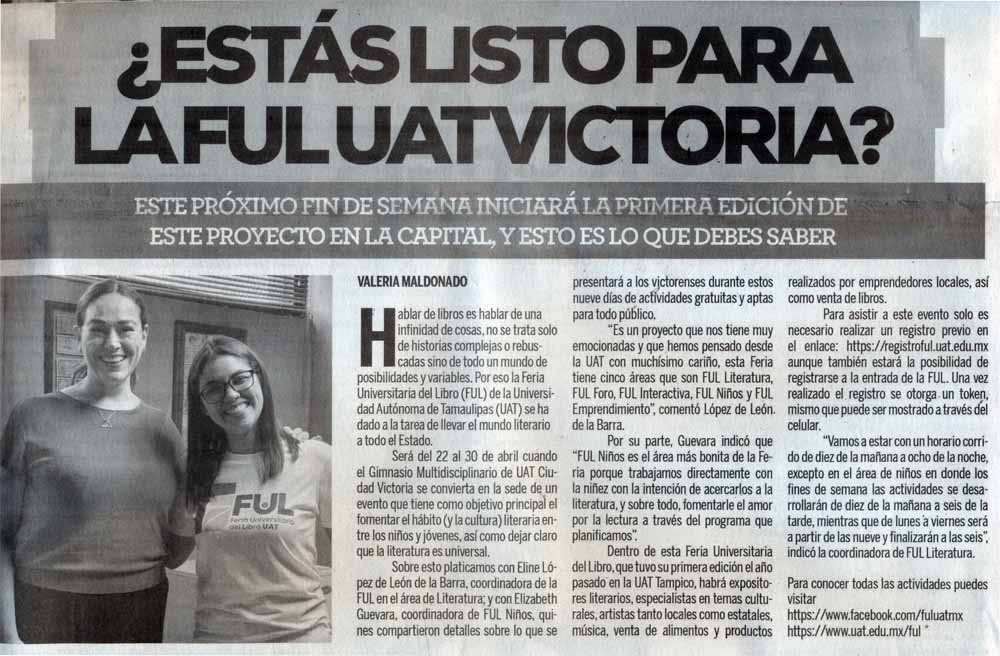 ¿ESTÁS LISTO PARA
LA FUL UAT VICTORIA?
ESTE PRÓXIMO FIN DE SEMANA INICIARÁ LA PRIMERA EDICIÓN DE
ESTE PROYECTO EN LA CAPITAL, Y ESTO ES LO QUE DEBES SABER
FUL
Feria Universitaria
del Libro UAT
VALERIA MALDONADO
Hablar de libros es hablar de una
infinidad de cosas, no se trata solo
de historias complejas o rebus-
cadas sino de todo un mundo de
posibilidades y variables. Por eso la Feria
Universitaria del Libro (FUL) de la Universi-
dad Autónoma de Tamaulipas (UAT) se ha
dado a la tarea de llevar el mundo literario
a todo el Estado.
Será del 22 al 30 de abril cuando
el Gimnasio Multidisciplinario de UAT Ciu-
dad Victoria se convierta en la sede de un
evento que tiene como objetivo principal el
fomentar el hábito (y la cultura) literaria en-
tre los niños y jóvenes, así como dejar claro
que la literatura es universal.
Sobre esto platicamos con Eline Ló-
pez de León de la Barra, coordinadora de la
FUL en el área de Literatura; y con Elizabeth
Guevara, coordinadora de FUL Niños, quie-
nes compartieron detalles sobre lo que se
presentará a los victorenses durante estos
nueve días de actividades gratuitas y aptas
para todo público.
"Es un proyecto que nos tiene muy
emocionadas y que hemos pensado desde
la UAT con muchísimo cariño, esta Feria
tiene cinco áreas que son FUL Literatura,
FUL Foro, FUL Interactiva, FUL Niños y FUL
Emprendimiento", comentó López de León
de la Barra.
Por su parte, Guevara indicó que
"FUL Niños es el área más bonita de la Fe-
ria porque trabajamos directamente con
la niñez con la intención de acercarlos a la
literatura, y sobre todo, fomentarle el amor
por la lectura a través del programa que
planificamos".
Dentro de esta Feria Universitaria
del Libro, que tuvo su primera edición el año
pasado en la UAT Tampico, habrá exposito-
res literarios, especialistas en temas cultu-
rales, artistas tanto locales como estatales,
música, venta de alimentos y productos
realizados por emprendedores locales, así
como venta de libros.
Para asistir a este evento solo es
necesario realizar un registro previo en
el enlace: https://registroful.uat.edu.mx
aunque también estará la posibilidad de
registrarse a la entrada de la FUL. Una vez
realizado el registro se otorga un token,
mismo que puede ser mostrado a través del
celular.
"Vamos a estar con un horario corri-
do de diez de la mañana a ocho de la noche,
excepto en el área de niños en donde los
fines de semana las actividades se desa-
rrollarán de diez de la mañana a seis de la
tarde, mientras que de lunes a viernes será
a partir de las nueve y finalizarán a las seis",
indicó la coordinadora de FUL Literatura.
Para conocer todas las actividades puedes
visitar
https://www.facebook.com/fuluatmx
https://www.uat.edu.mx/ful *